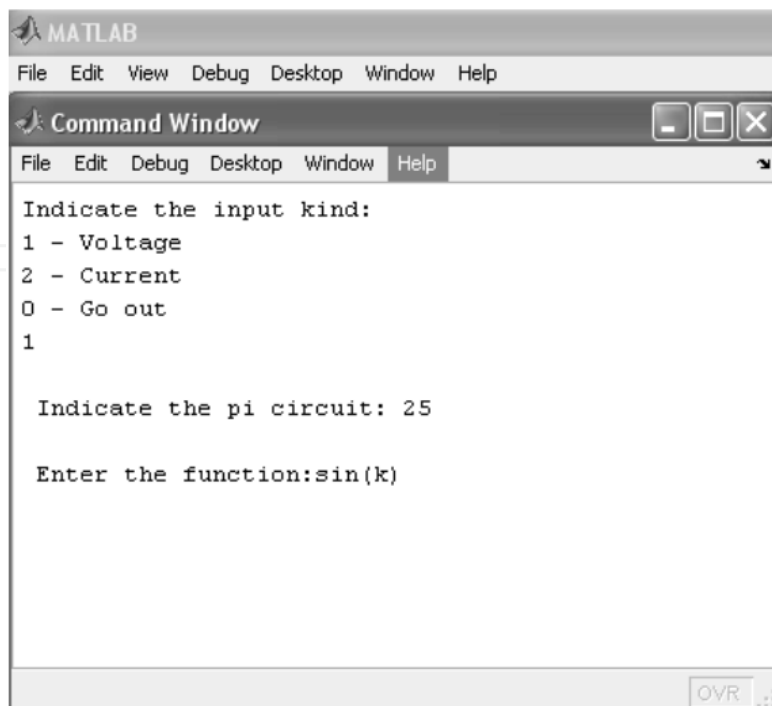 MATLAB
File Edit View Debug Desktop Window Help
Command Window
File Edit Debug Desktop Window Help
Indicate the input kind:
1 - Voltage
2 - Current
0 - Go out
1
Indicate the pi circuit: 25
Enter the function:sin(k)
OVR